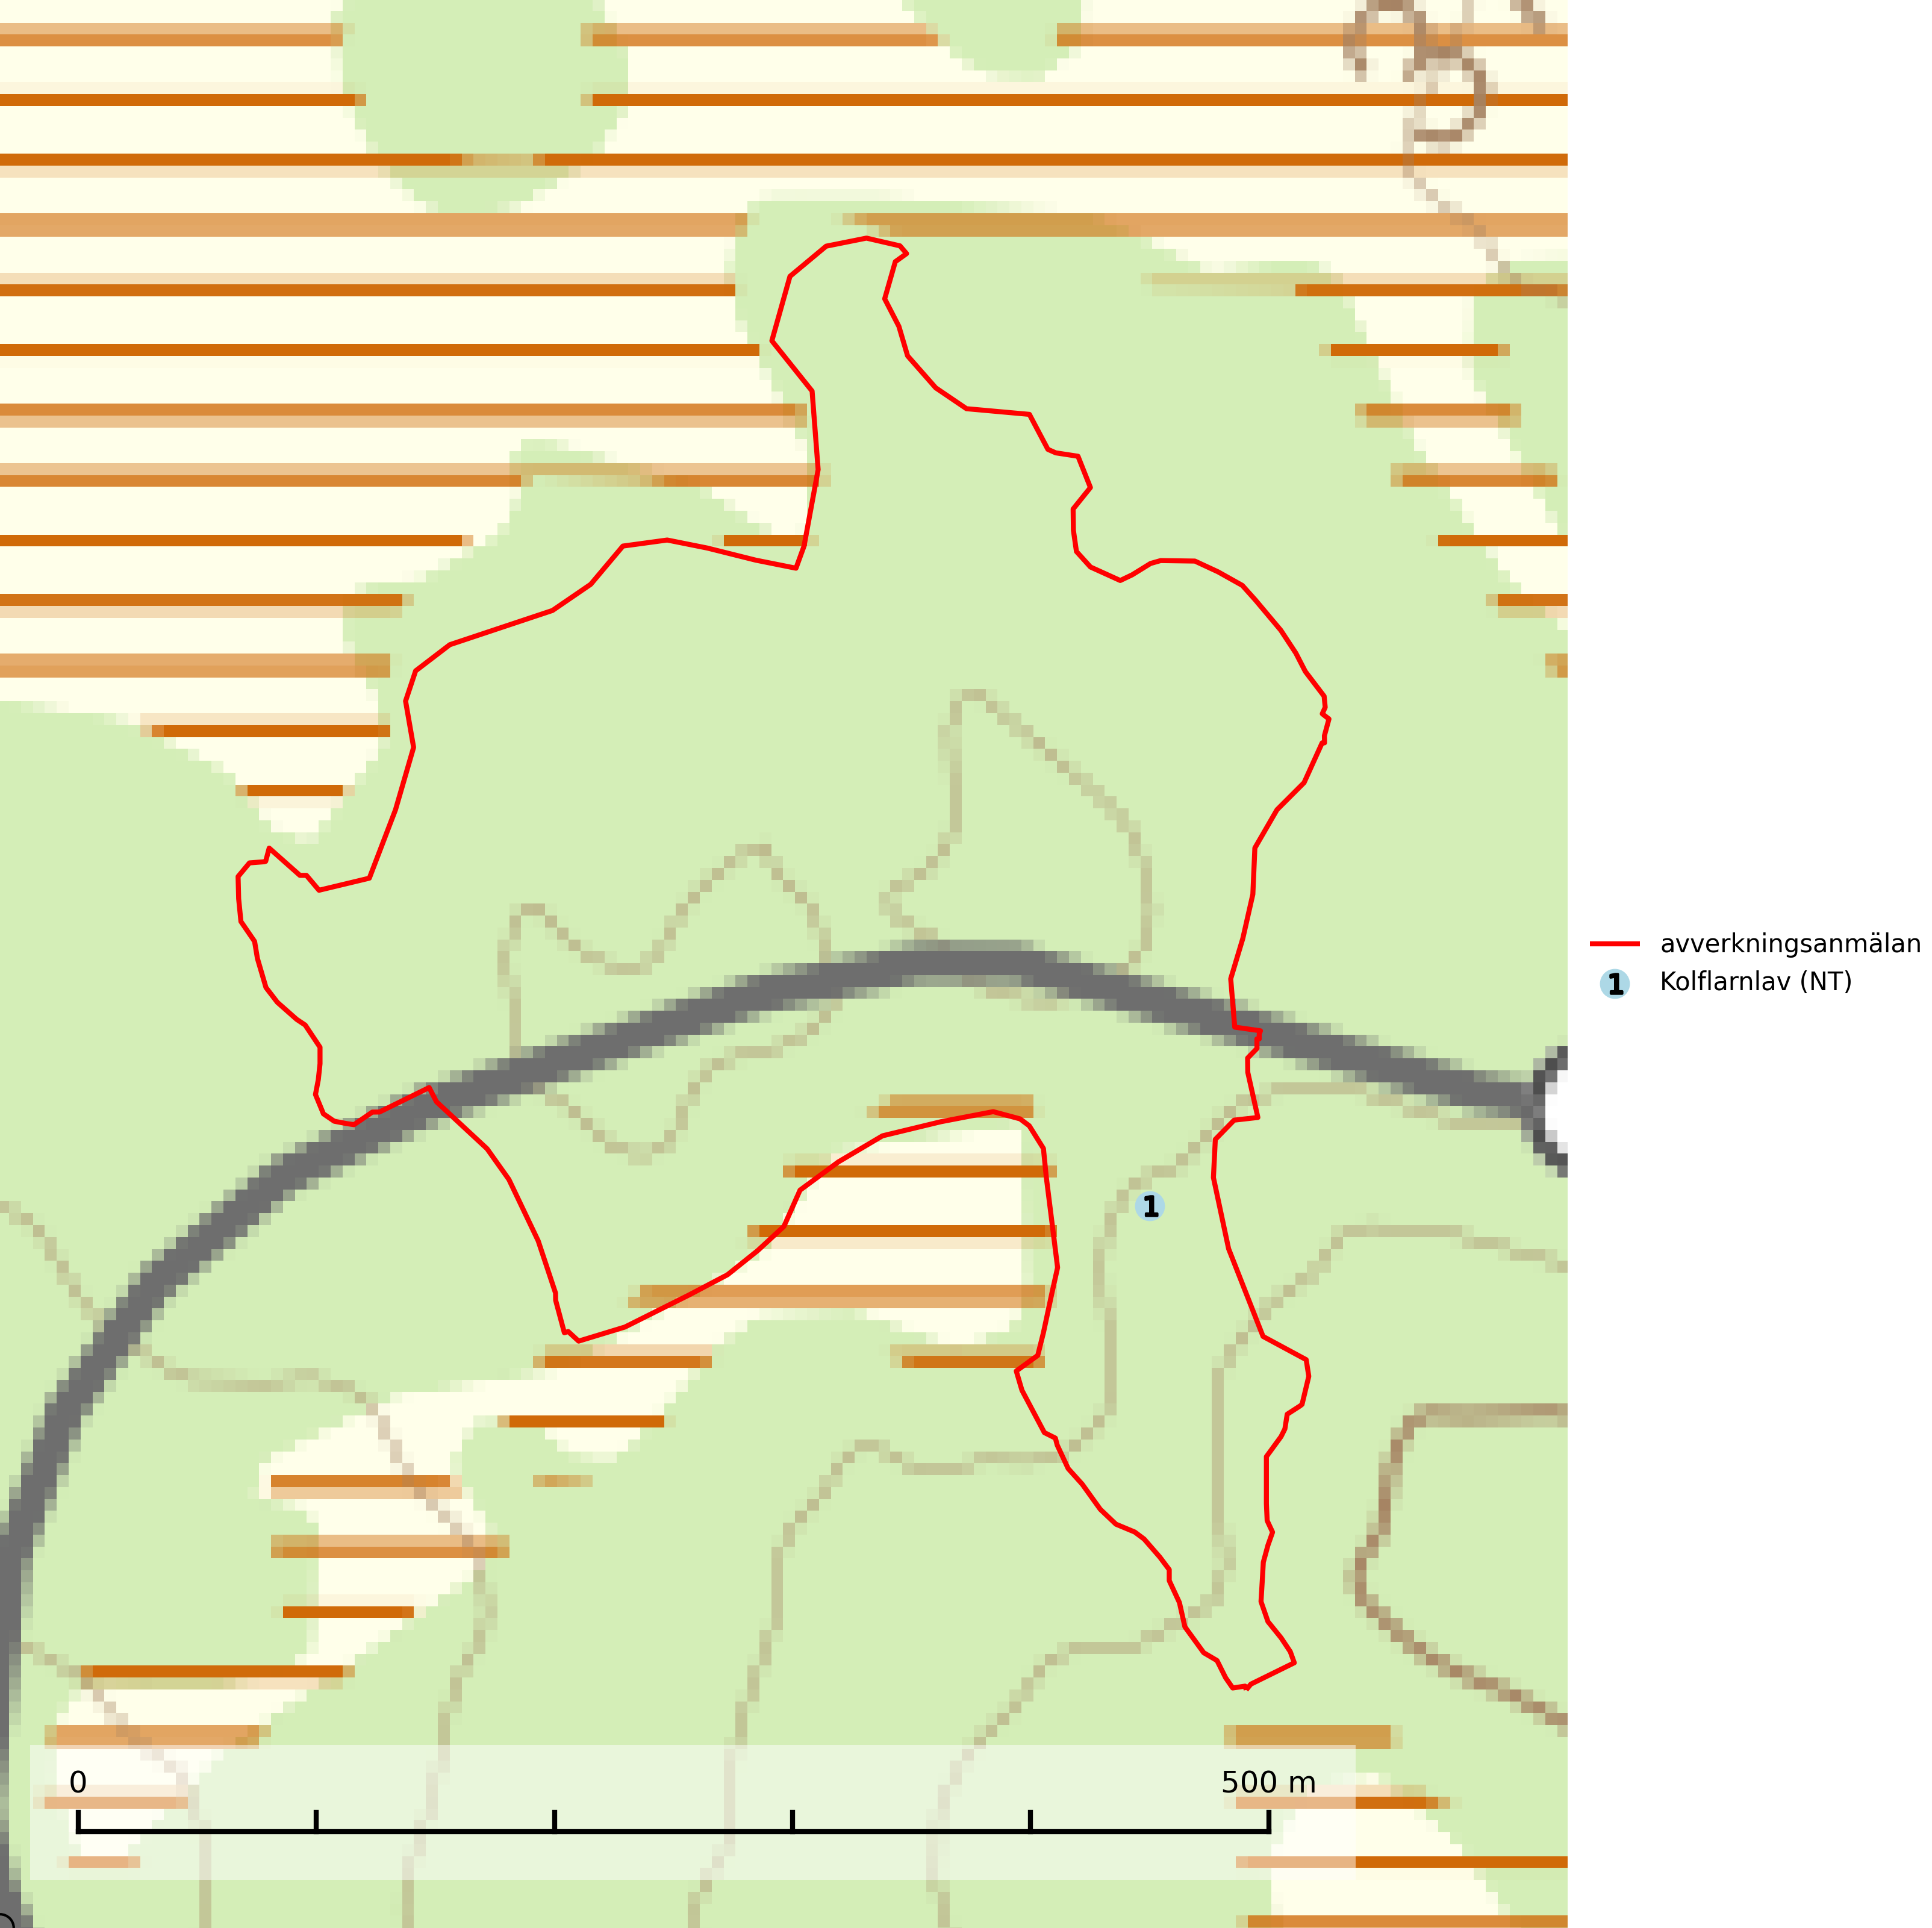 avverkningsanmälan
1 Kolflarnlav (NT)
1
0 500 m